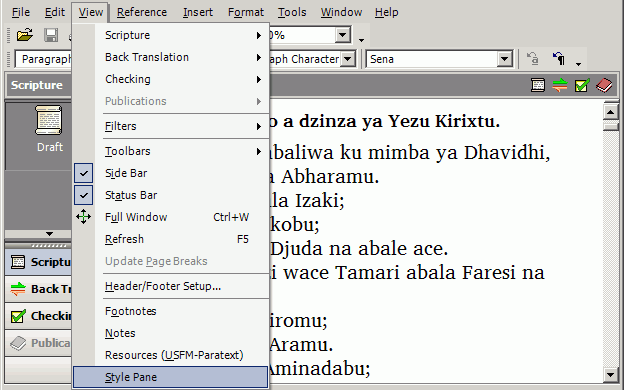 File Edit View Reference Insert Format Tools Window Help
0%
Paragraph
ph Character
Sena
Scripture
Draft
Scripture
Back Tr
Checkin
Publica
Scripture
Back Translation
Checking
Publications
Filters
Toolbars
Side Bar
Status Bar
Full Window Ctrl+W
Refresh F5
Update Page Breaks
Header/Footer Setup...
Footnotes
Notes
Resources (USFM-Paratext)
Style Pane
o a dzinza ya Yezu Kirixtu.
abaliwa ku mimba ya Dhavidhi,
a Abharamu.
la Izaki;
kobu;
Djuda na abale ace.
si wace Tamari abala Faresi na
iromu;
Aramu.
Aminadabu;